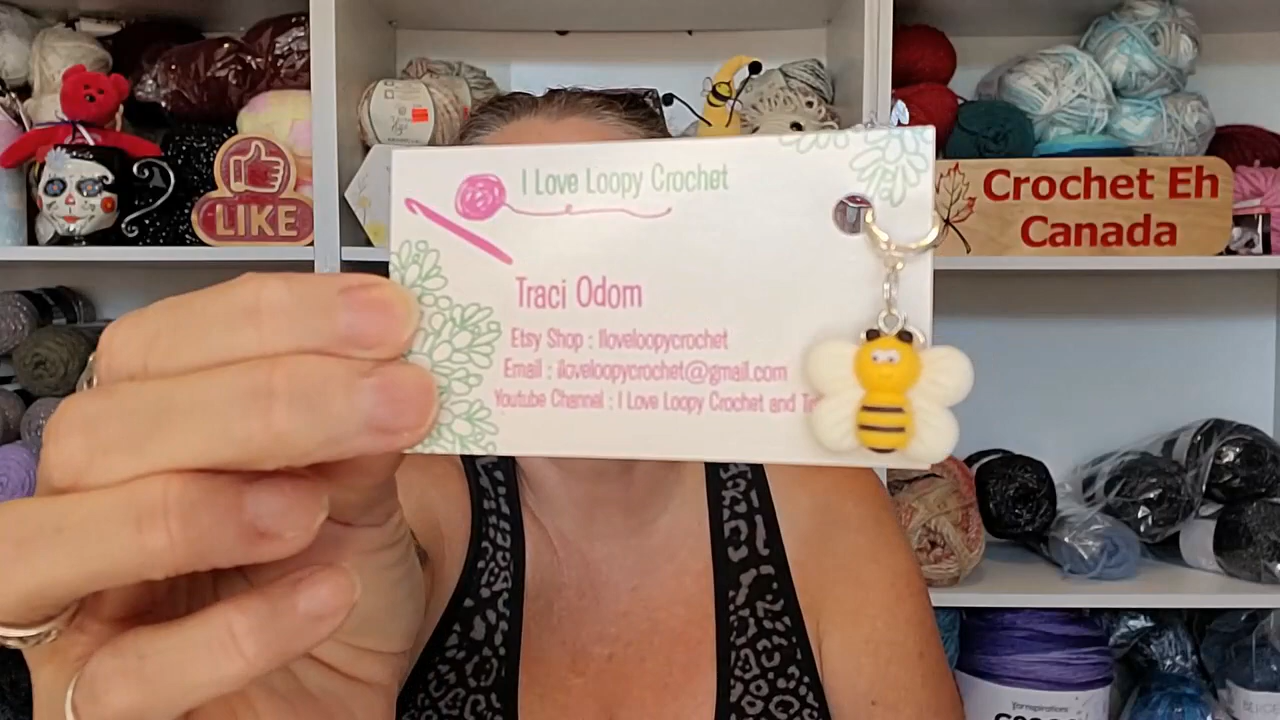 I Love Loopy Crochet
Traci Odom
Etsy Shop : Iloveloopycrochet
Email : iloveloopycrochet@gmail.com
Youtube Channel : I Love Loopy Crochet and
LIKE
Crochet Eh
Canada
Yarnspirations